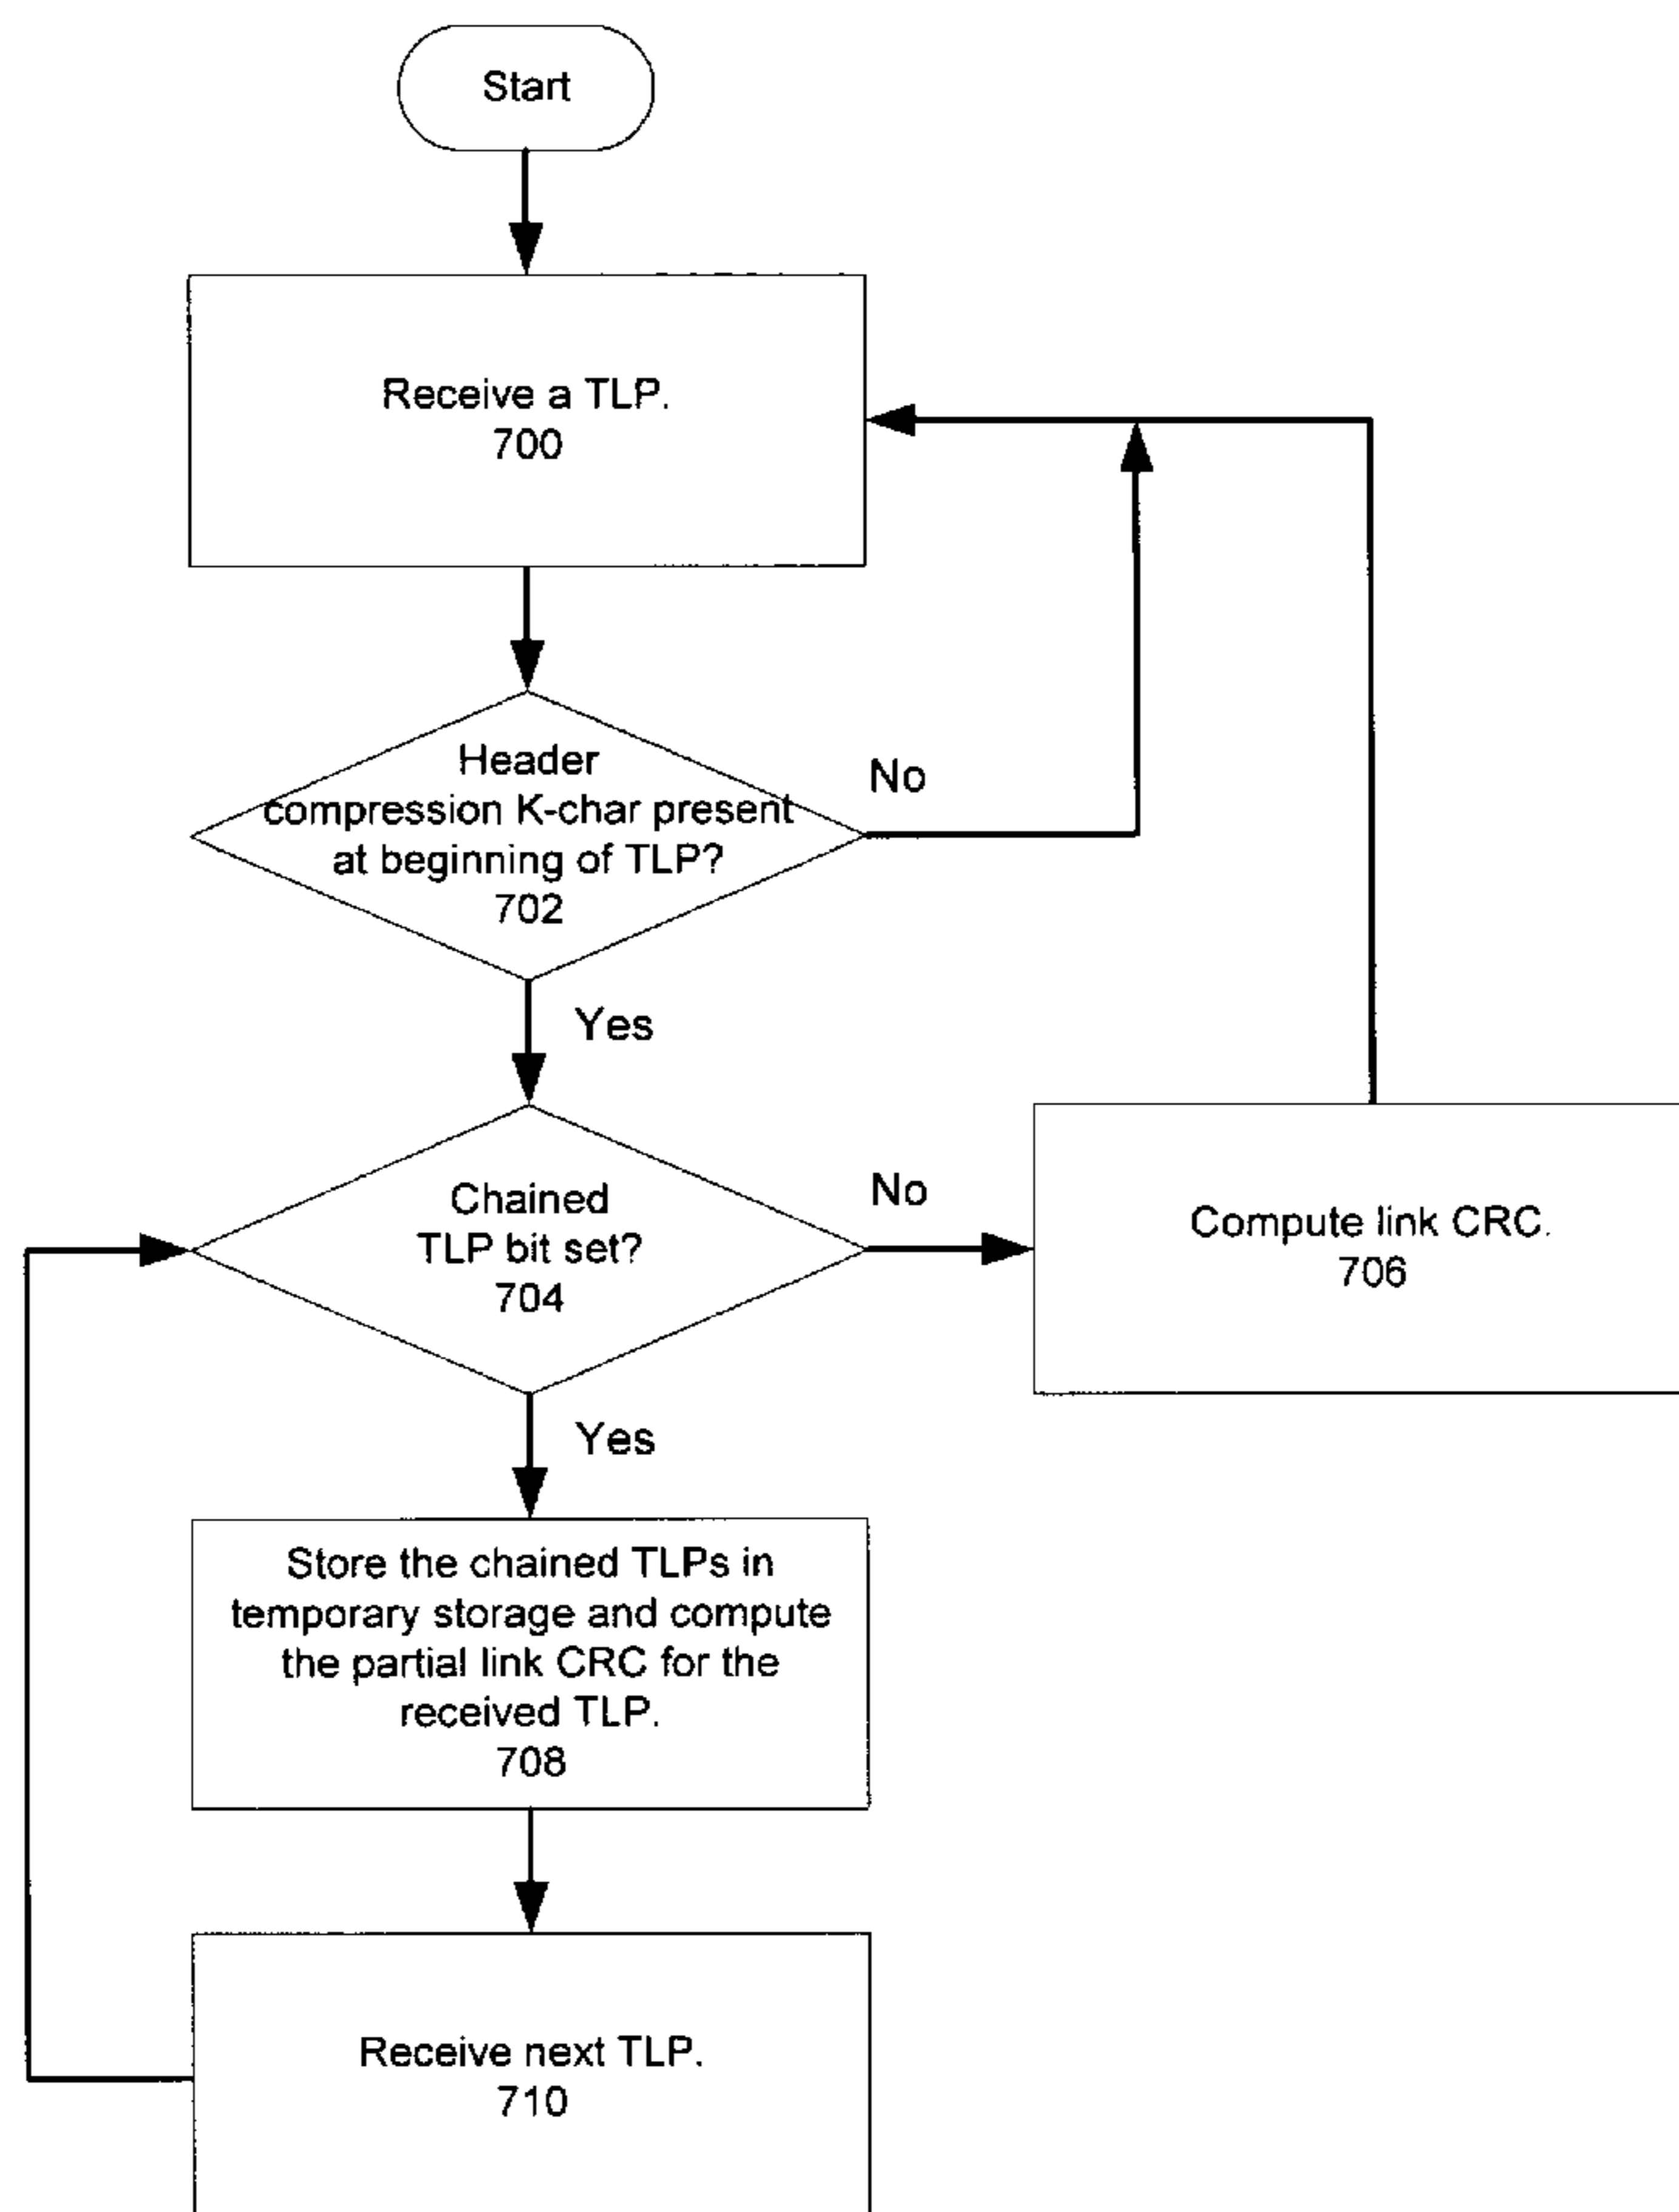 Start
Receive a TLP.
700
Header
compression K-char present
at beginning of TLP?
702
No
Yes
Chained
TLP bit set?
704
No
Compute link CRC.
706
Yes
Store the chained TLPs in
temporary storage and compute
the partial link CRC for the
received TLP.
708
Receive next TLP.
710